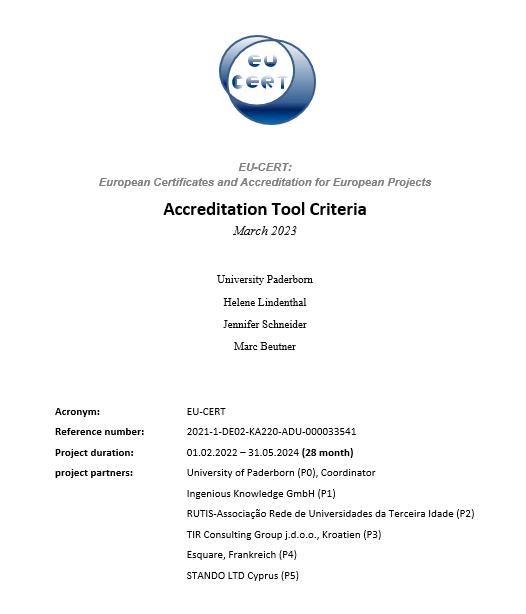 EU
CERT
EU-CERT:
European Certificates and Accreditation for European Projects
Accreditation Tool Criteria
March 2023
University Paderborn
Helene Lindenthal
Jennifer Schneider
Marc Beutner
Acronym: EU-CERT
Reference number: 2021-1-DE02-KA220-ADU-000033541
Project duration: 01.02.2022 – 31.05.2024 (28 month)
project partners: University of Paderborn (P0), Coordinator
Ingenious Knowledge GmbH (P1)
RUTIS-Associação Rede de Universidades da Terceira Idade (P2)
TIR Consulting Group j.d.o.o., Kroatien (P3)
Esquare, Frankreich (P4)
STANDO LTD Cyprus (P5)